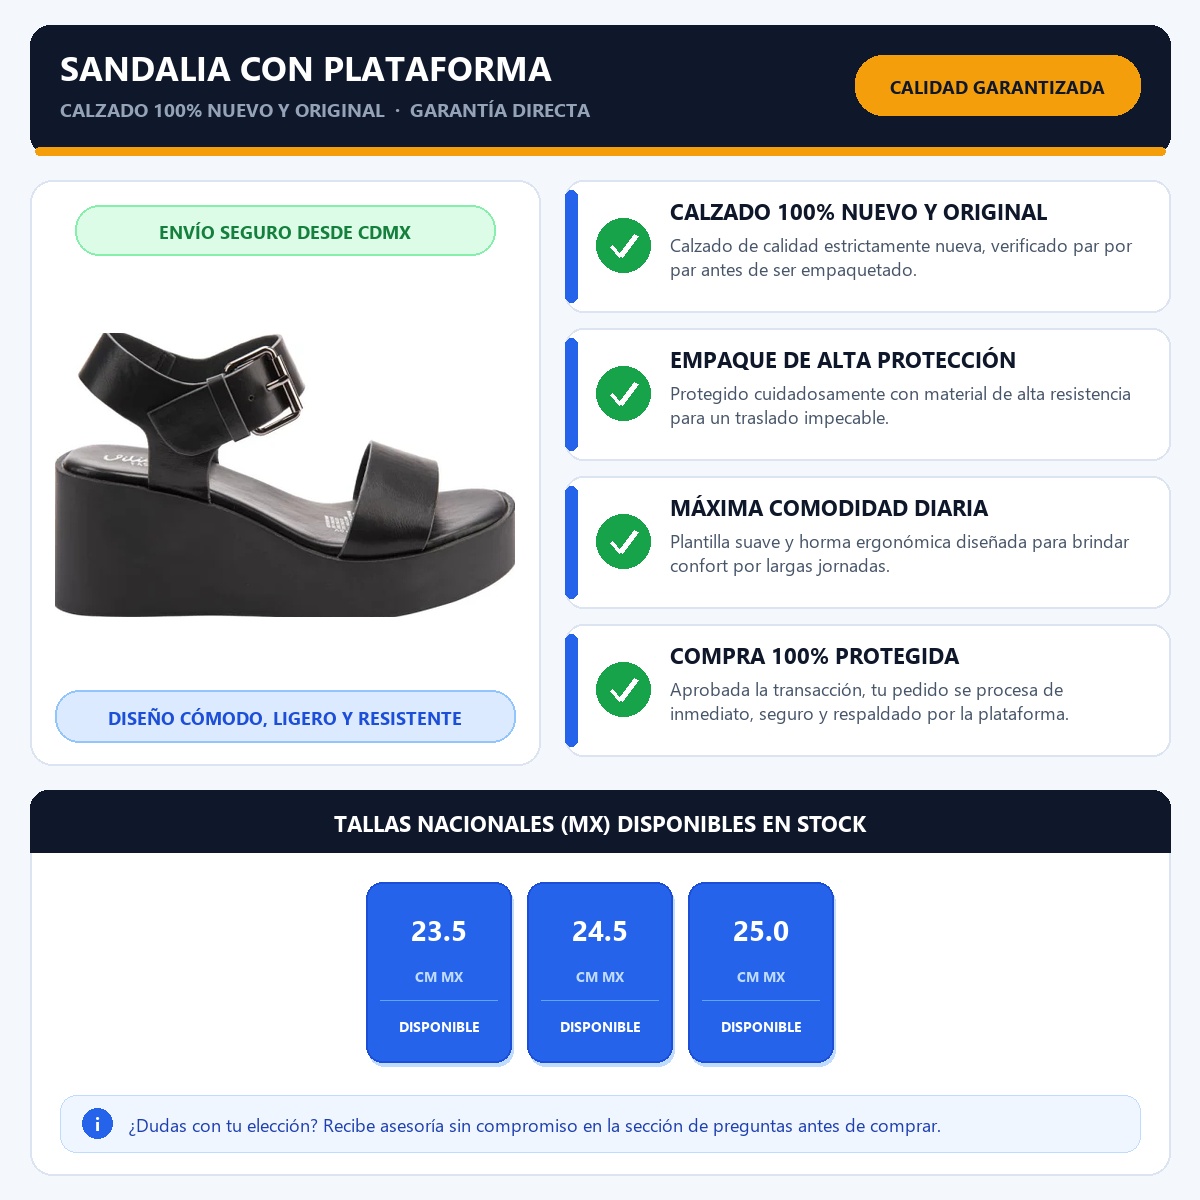 SANDALIA CON PLATAFORMA
CALZADO 100% NUEVO Y ORIGINAL · GARANTÍA DIRECTA
CALIDAD GARANTIZADA
ENVÍO SEGURO DESDE CDMX
DISEÑO CÓMODO, LIGERO Y RESISTENTE
CALZADO 100% NUEVO Y ORIGINAL
Calzado de calidad estrictamente nueva, verificado par por
par antes de ser empaquetado.
EMPAQUE DE ALTA PROTECCIÓN
Protegido cuidadosamente con material de alta resistencia
para un traslado impecable.
MÁXIMA COMODIDAD DIARIA
Plantilla suave y horma ergonómica diseñada para brindar
confort por largas jornadas.
COMPRA 100% PROTEGIDA
Aprobada la transacción, tu pedido se procesa de
inmediato, seguro y respaldado por la plataforma.
TALLAS NACIONALES (MX) DISPONIBLES EN STOCK
23.5
CM MX
DISPONIBLE
24.5
CM MX
DISPONIBLE
25.0
CM MX
DISPONIBLE
¿Dudas con tu elección? Recibe asesoría sin compromiso en la sección de preguntas antes de comprar.